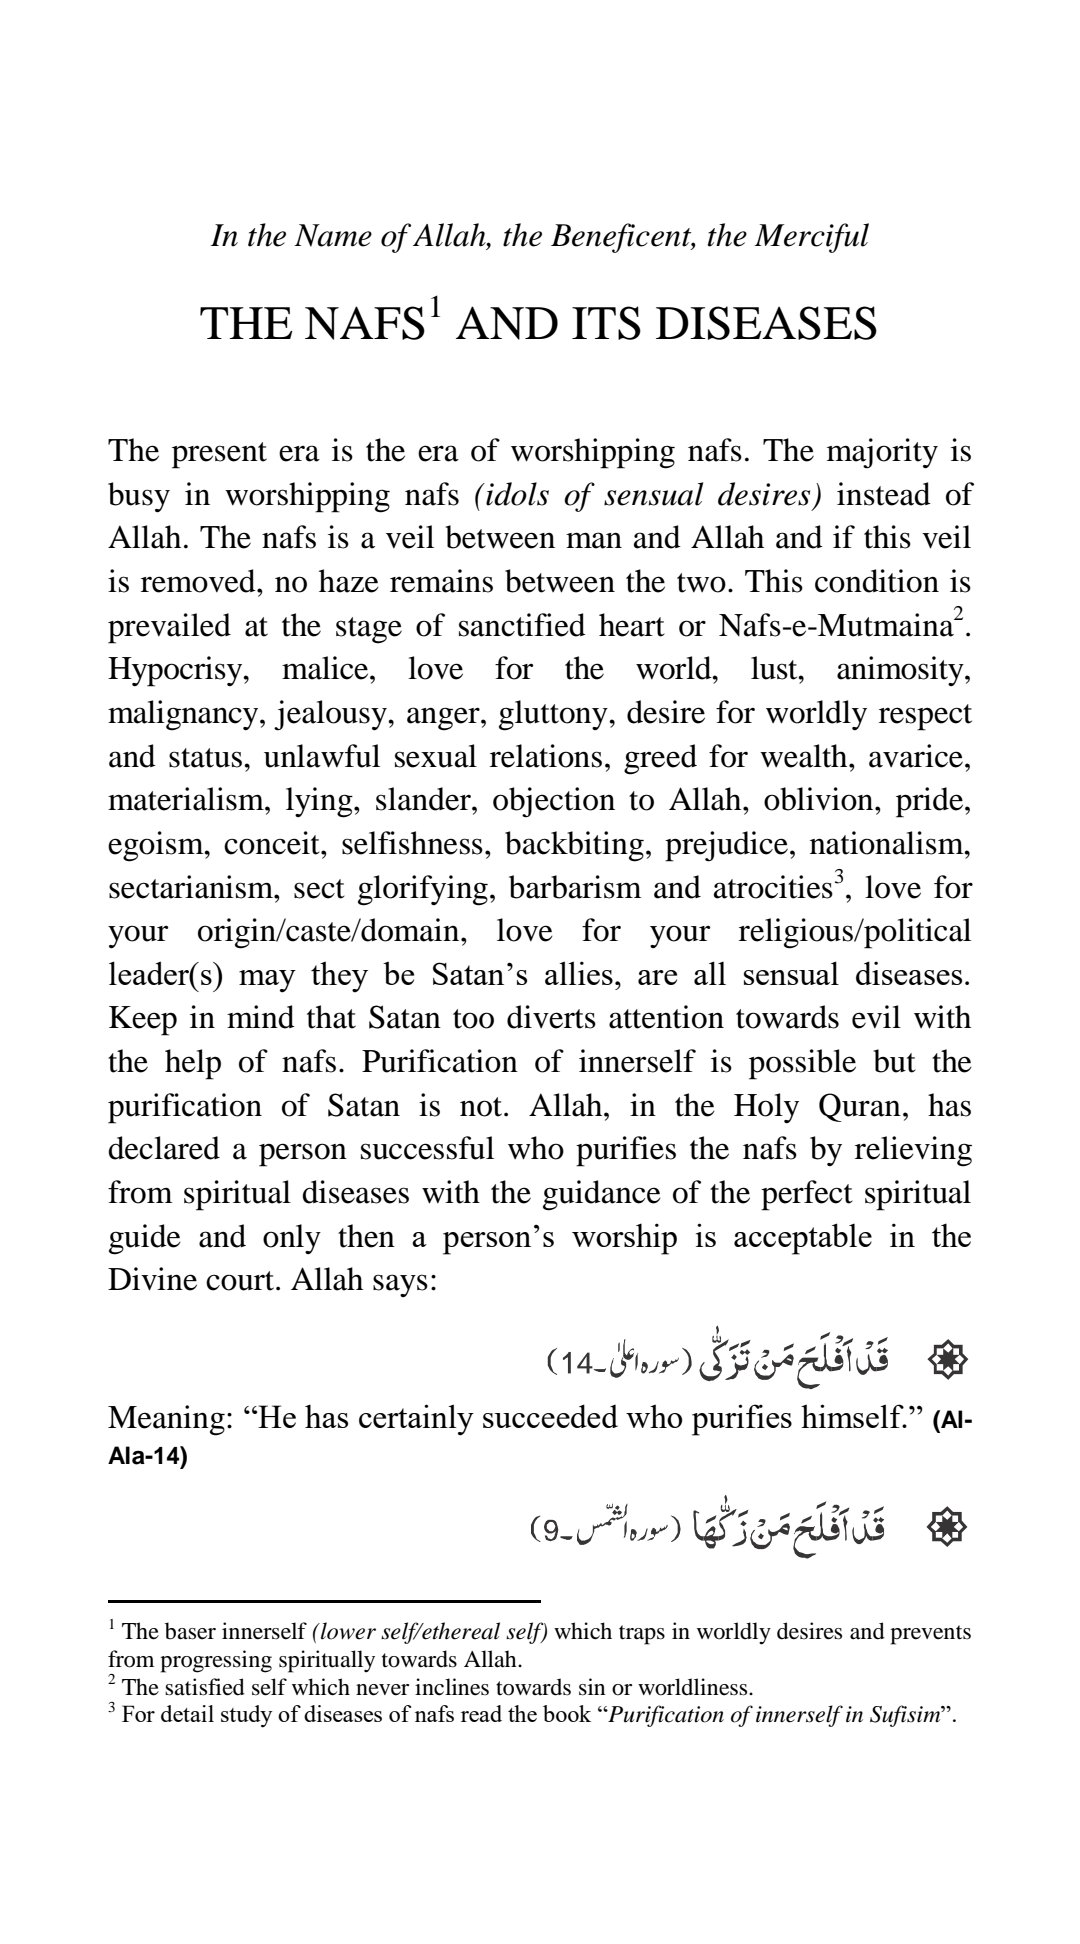 In the Name of Allah, the Beneficent, the Merciful
THE NAFS1 AND ITS DISEASES
The present era is the era of worshipping nafs. The majority is
busy in worshipping nafs (idols of sensual desires) instead of
Allah. The nafs is a veil between man and Allah and if this veil
is removed, no haze remains between the two. This condition is
prevailed at the stage of sanctified heart or Nafs-e-Mutmaina2.
Hypocrisy, malice, love for the world, lust, animosity,
malignancy, jealousy, anger, gluttony, desire for worldly respect
and status, unlawful sexual relations, greed for wealth, avarice,
materialism, lying, slander, objection to Allah, oblivion, pride,
egoism, conceit, selfishness, backbiting, prejudice, nationalism,
sectarianism, sect glorifying, barbarism and atrocities3, love for
your origin/caste/domain, love for your religious/political
leader(s) may they be Satan’s allies, are all sensual diseases.
Keep in mind that Satan too diverts attention towards evil with
the help of nafs. Purification of innerself is possible but the
purification of Satan is not. Allah, in the Holy Quran, has
declared a person successful who purifies the nafs by relieving
from spiritual diseases with the guidance of the perfect spiritual
guide and only then a person’s worship is acceptable in the
Divine court. Allah says:
قَدْ اَفْلَحَ مَنْ تَزَکّٰی (سورہ اعلیٰ۔14)
Meaning: “He has certainly succeeded who purifies himself.” (Al-
Ala-14)
قَدْ اَفْلَحَ مَنْ زَکّٰھَا (سورہ الشمّس۔9)
1 The baser innerself (lower self/ethereal self) which traps in worldly desires and prevents
from progressing spiritually towards Allah.
2 The satisfied self which never inclines towards sin or worldliness.
3 For detail study of diseases of nafs read the book “Purification of innerself in Sufisim”.